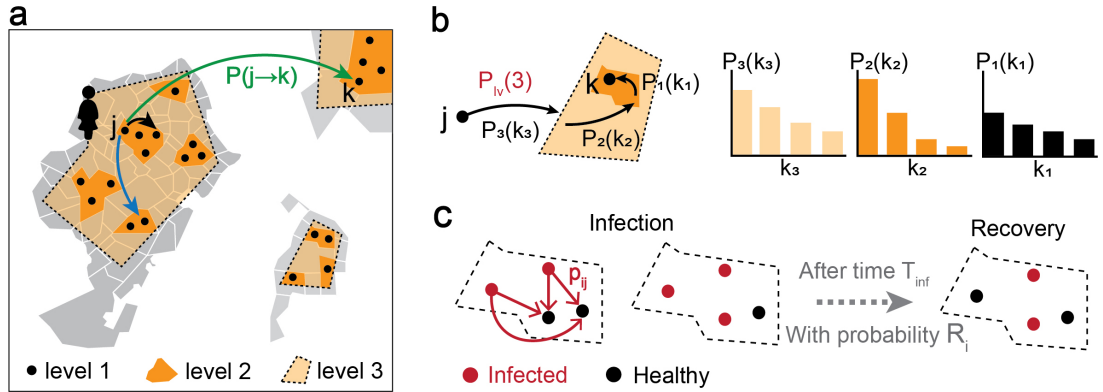 a
P(j→k)
k
j
level 1 level 2 level 3
b
P₃(k₃) P₂(k₂) P₁(k₁)
P_lv(3)
k P₁(k₁)
j
P₃(k₃) P₂(k₂)
k₃ k₂ k₁
c
Infection Recovery
p_ij
After time T_inf
With probability R_i
Infected Healthy